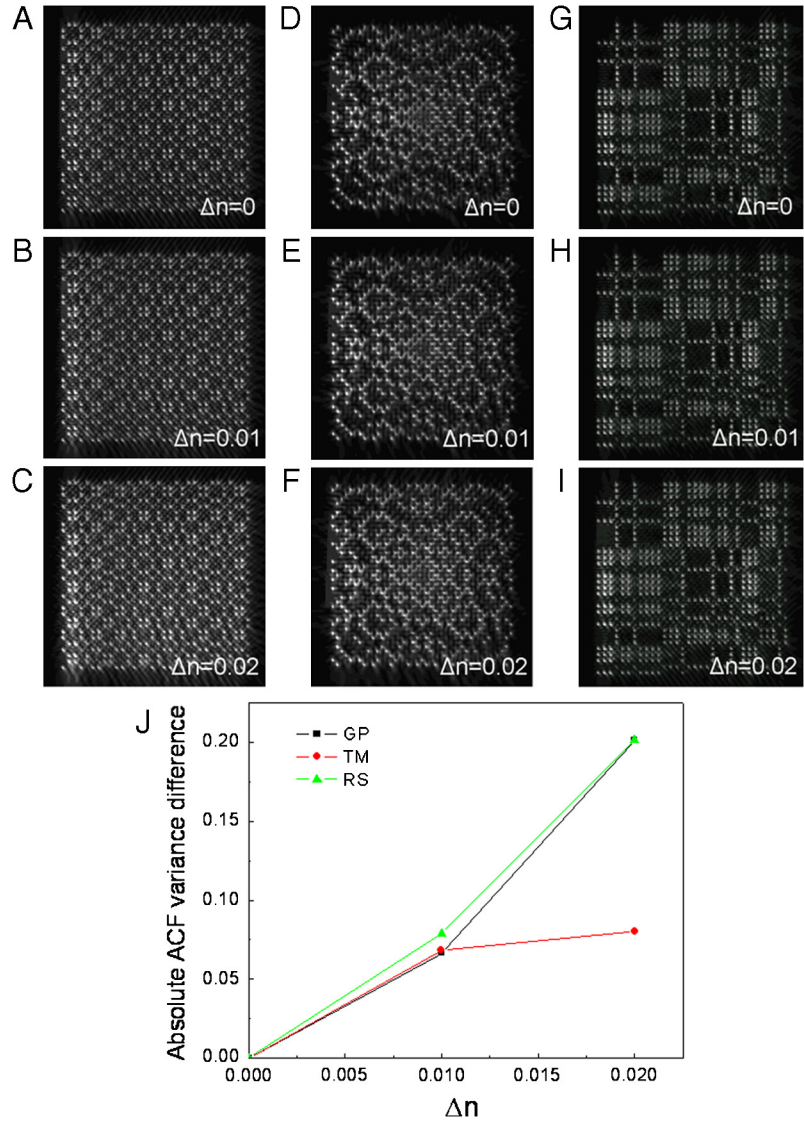 A
D
G
Δn=0
Δn=0
Δn=0
B
E
H
Δn=0.01
Δn=0.01
Δn=0.01
C
F
I
Δn=0.02
Δn=0.02
Δn=0.02
J
GP
TM
RS
0.20
0.15
0.10
0.05
0.00
Absolute ACF variance difference
0.000
0.005
0.010
0.015
0.020
Δn